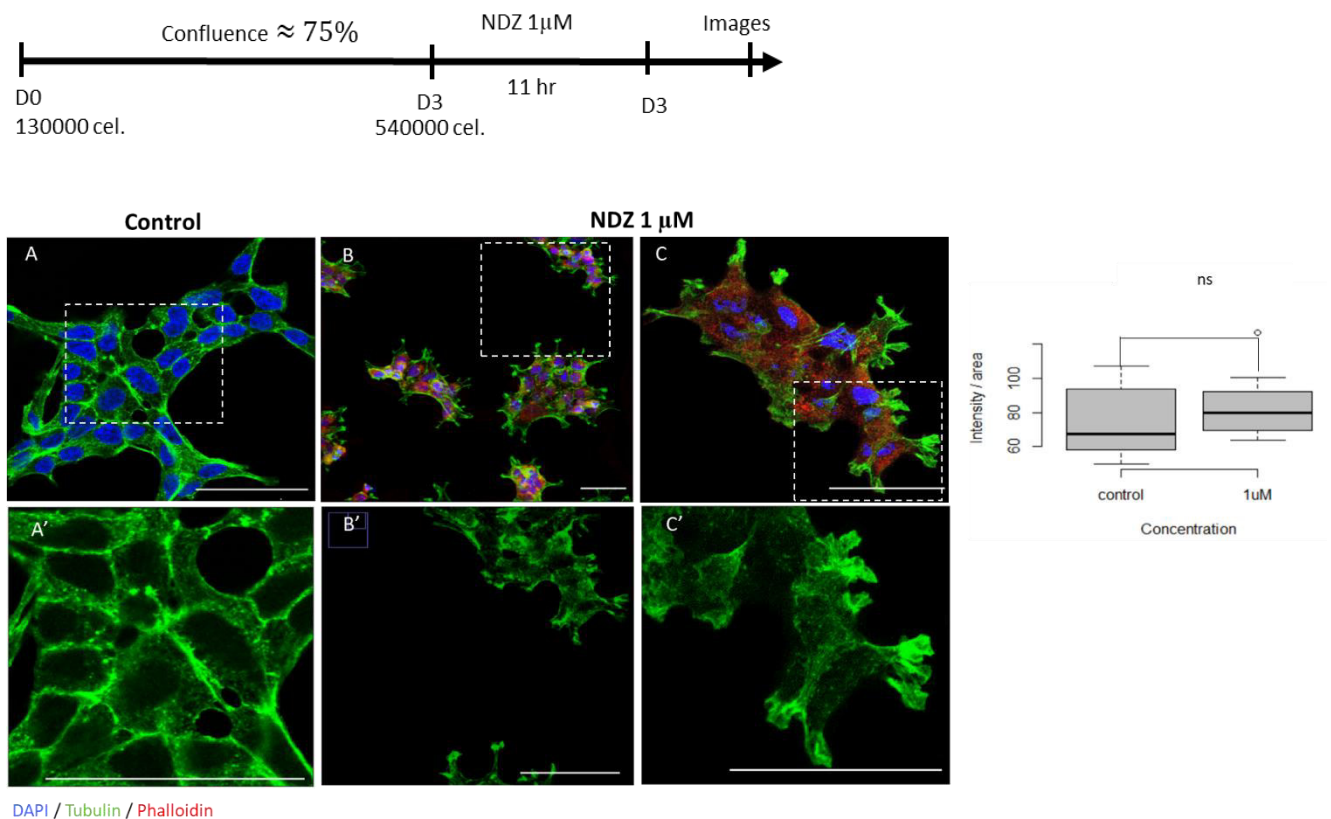 Confluence ≈ 75%
NDZ 1µM
Images
11 hr
D0
D3
D3
130000 cel.
540000 cel.
Control
NDZ 1 µM
A
B
C
A’
B’
C’
ns
Intensity / area
100
80
60
control
1uM
Concentration
DAPI / Tubulin / Phalloidin